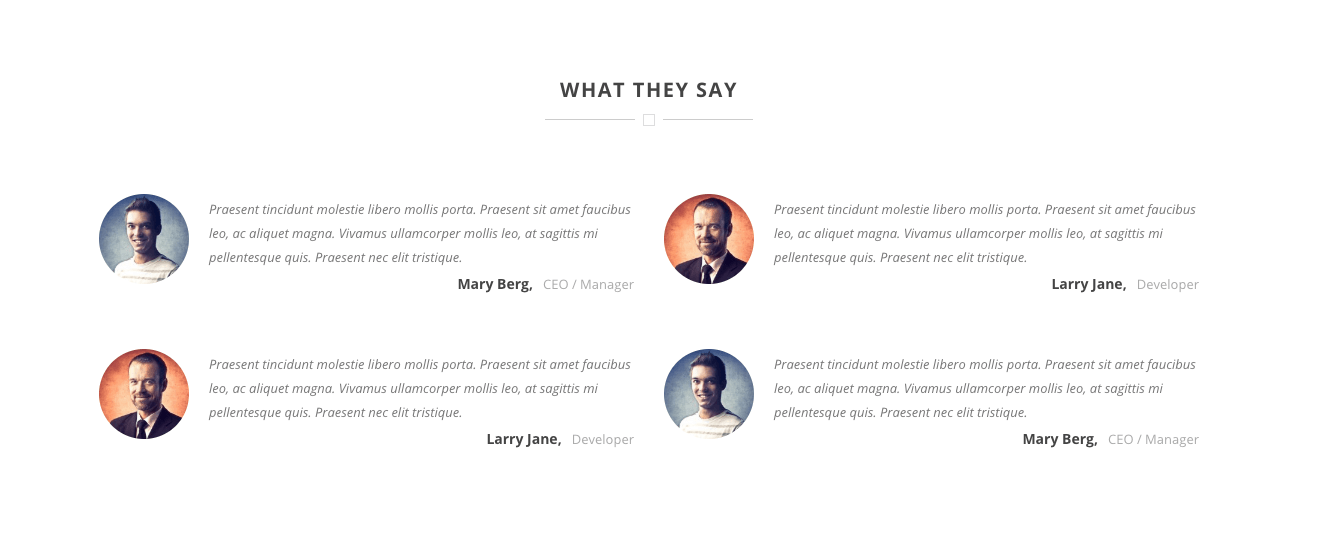 WHAT THEY SAY
Praesent tincidunt molestie libero mollis porta. Praesent sit amet faucibus
leo, ac aliquet magna. Vivamus ullamcorper mollis leo, at sagittis mi
pellentesque quis. Praesent nec elit tristique.
Mary Berg, CEO / Manager
Praesent tincidunt molestie libero mollis porta. Praesent sit amet faucibus
leo, ac aliquet magna. Vivamus ullamcorper mollis leo, at sagittis mi
pellentesque quis. Praesent nec elit tristique.
Larry Jane, Developer
Praesent tincidunt molestie libero mollis porta. Praesent sit amet faucibus
leo, ac aliquet magna. Vivamus ullamcorper mollis leo, at sagittis mi
pellentesque quis. Praesent nec elit tristique.
Larry Jane, Developer
Praesent tincidunt molestie libero mollis porta. Praesent sit amet faucibus
leo, ac aliquet magna. Vivamus ullamcorper mollis leo, at sagittis mi
pellentesque quis. Praesent nec elit tristique.
Mary Berg, CEO / Manager